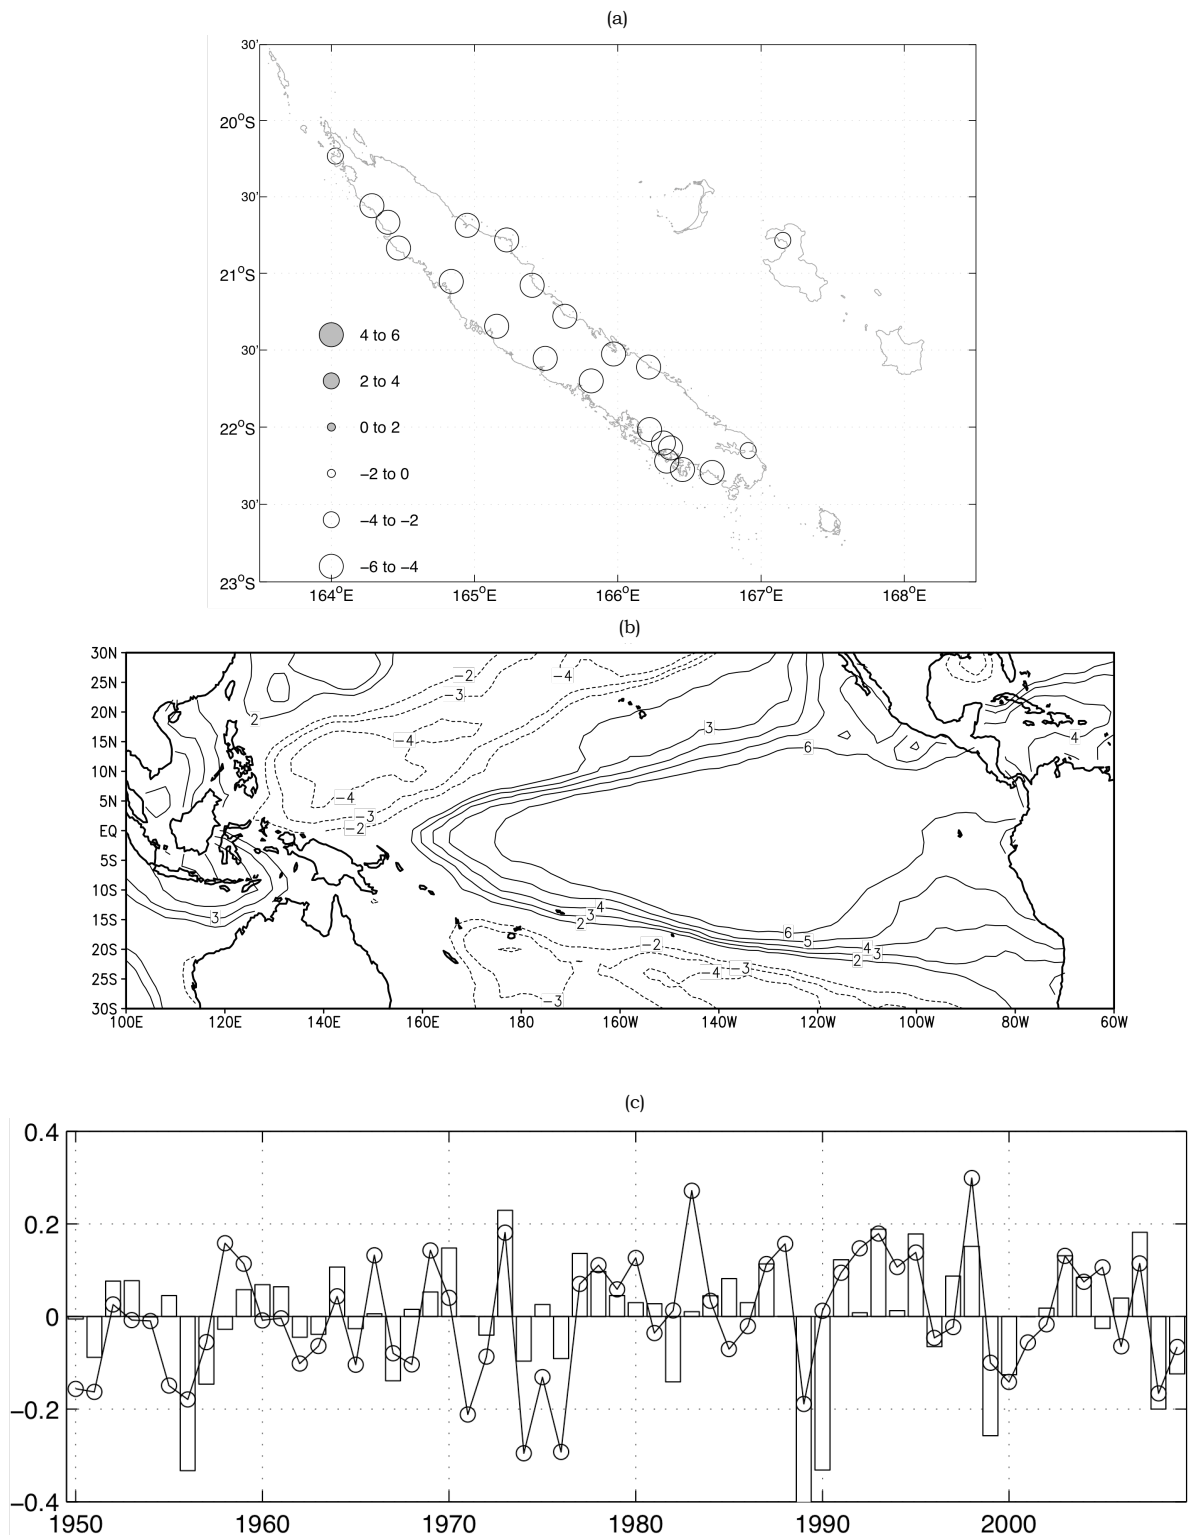 (a)
30'
20°S
30'
21°S
30'
22°S
30'
23°S
4 to 6
2 to 4
0 to 2
−2 to 0
−4 to −2
−6 to −4
164°E 165°E 166°E 167°E 168°E
(b)
30N
25N
20N
15N
10N
5N
EQ
5S
10S
15S
20S
25S
30S
−2 −4
−3
2
3
−4 6 4
−4
−3
−2
4
3 3
2
6 5
4 3
−2 2
−4 −3
−3
100E 120E 140E 160E 180 160W 140W 120W 100W 80W 60W
(c)
0.4
0.2
0
−0.2
−0.4
1950 1960 1970 1980 1990 2000